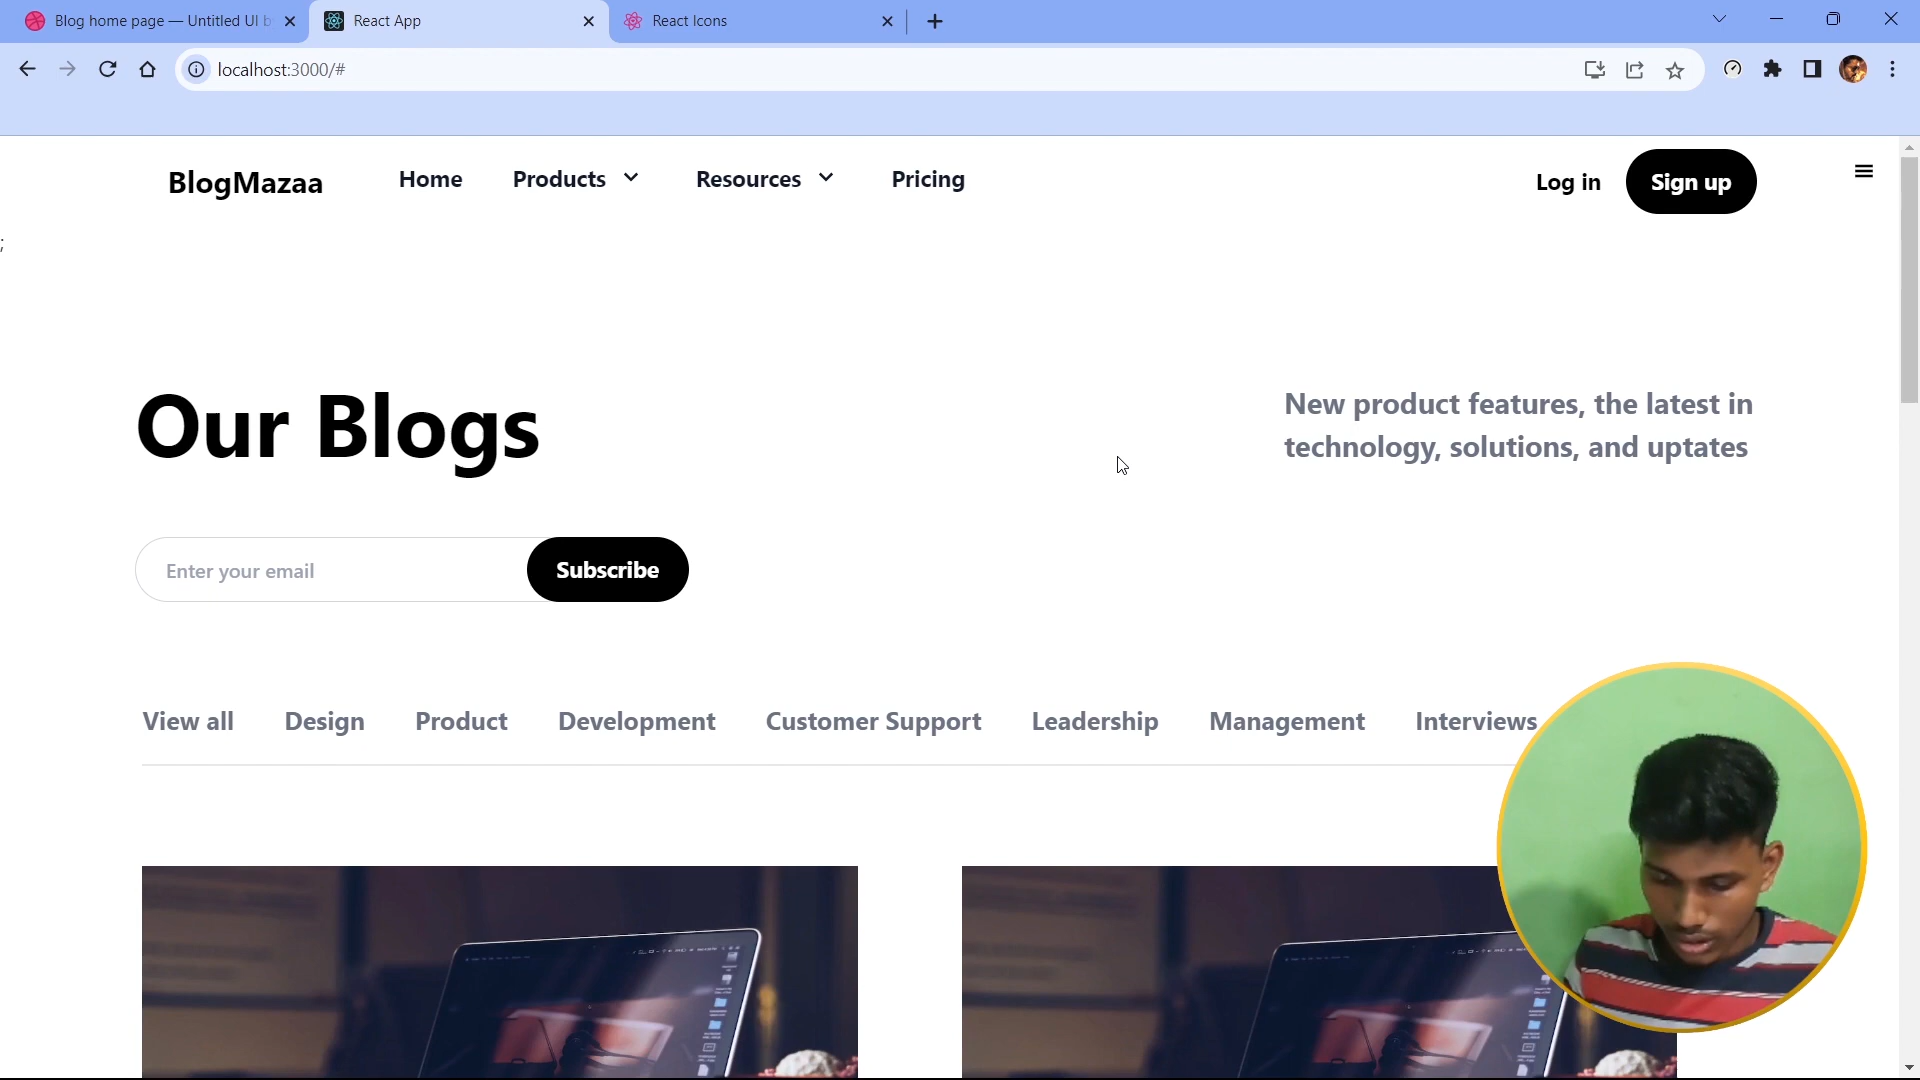 Blog home page — Untitled UI b
React App
React Icons
localhost:3000/#
BlogMazaa
Home
Products
Resources
Pricing
Log in
Sign up
;
Our Blogs
New product features, the latest in
technology, solutions, and uptates
Enter your email
Subscribe
View all
Design
Product
Development
Customer Support
Leadership
Management
Interviews